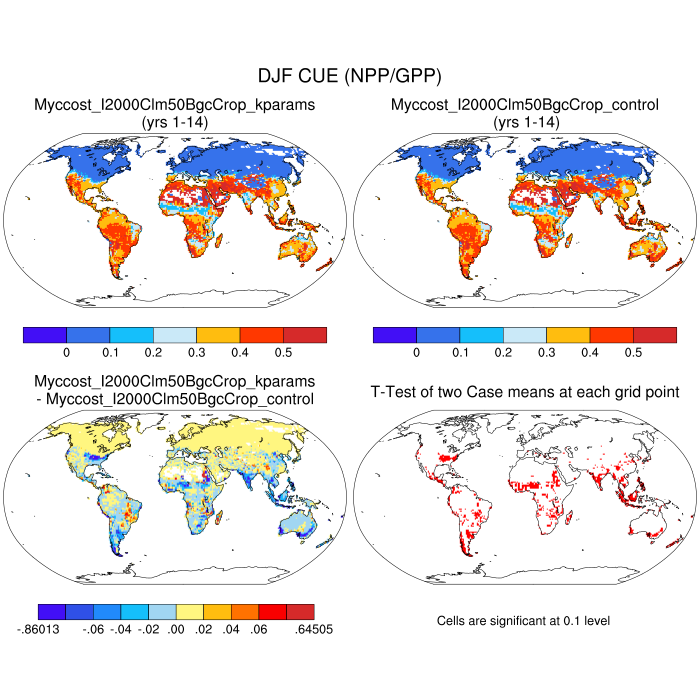 DJF CUE (NPP/GPP)
Myccost_I2000Clm50BgcCrop_kparams
(yrs 1-14)
Myccost_I2000Clm50BgcCrop_control
(yrs 1-14)
0 0.1 0.2 0.3 0.4 0.5
0 0.1 0.2 0.3 0.4 0.5
Myccost_I2000Clm50BgcCrop_kparams
- Myccost_I2000Clm50BgcCrop_control
T-Test of two Case means at each grid point
-.86013 -.06 -.04 -.02 .00 .02 .04 .06 .64505
Cells are significant at 0.1 level